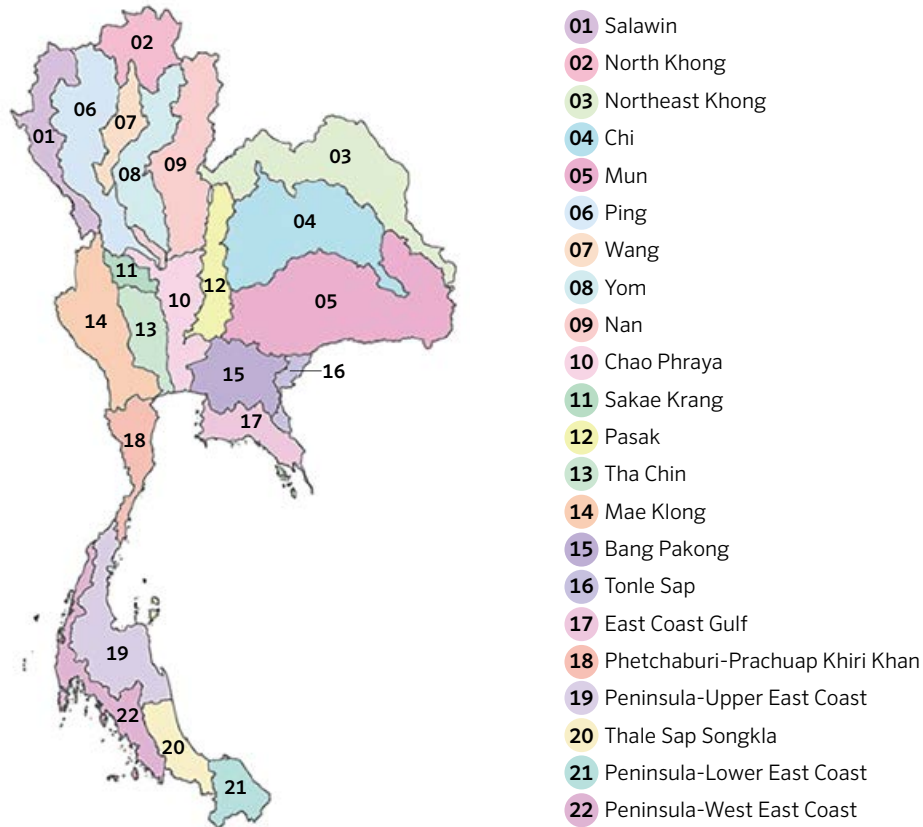 02
06
01
07
03
09
08
04
11
12
10
05
14
13
16
15
17
18
19
22
20
21
01 Salawin
02 North Khong
03 Northeast Khong
04 Chi
05 Mun
06 Ping
07 Wang
08 Yom
09 Nan
10 Chao Phraya
11 Sakae Krang
12 Pasak
13 Tha Chin
14 Mae Klong
15 Bang Pakong
16 Tonle Sap
17 East Coast Gulf
18 Phetchaburi-Prachuap Khiri Khan
19 Peninsula-Upper East Coast
20 Thale Sap Songkla
21 Peninsula-Lower East Coast
22 Peninsula-West East Coast